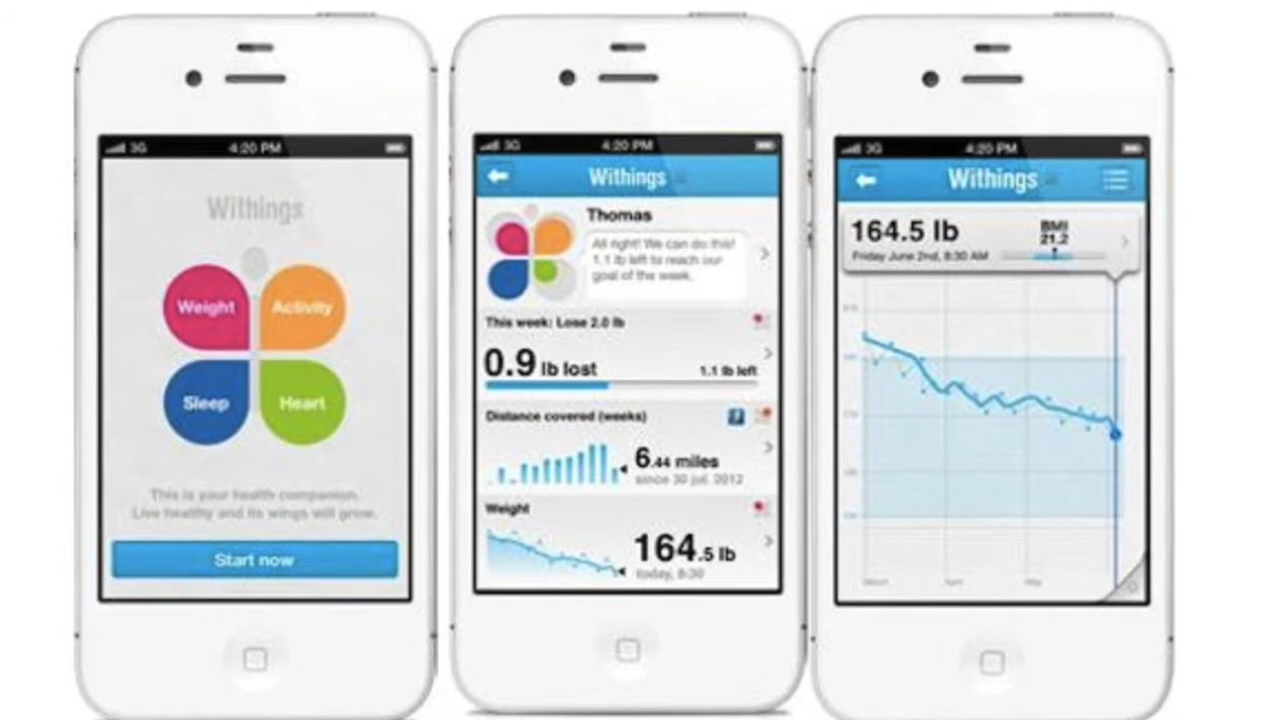 3G 4:20 PM
Withings
Weight
Activity
Sleep
Heart
This is your health companion.
Live healthy and its wings will grow.
Start now
3G 4:20 PM
Withings
Thomas
All right! We can do this!
1.1 lb left to reach our
goal of the week.
This week: Lose 2.0 lb
0.9 lb lost
1.1 lb left
Distance covered (weeks)
6.44 miles
since 30 jul. 2012
Weight
164.5 lb
today, 8:30
3G 4:20 PM
Withings
164.5 lb
BMI
21.2
Friday June 2nd, 8:30 AM
March
April
May